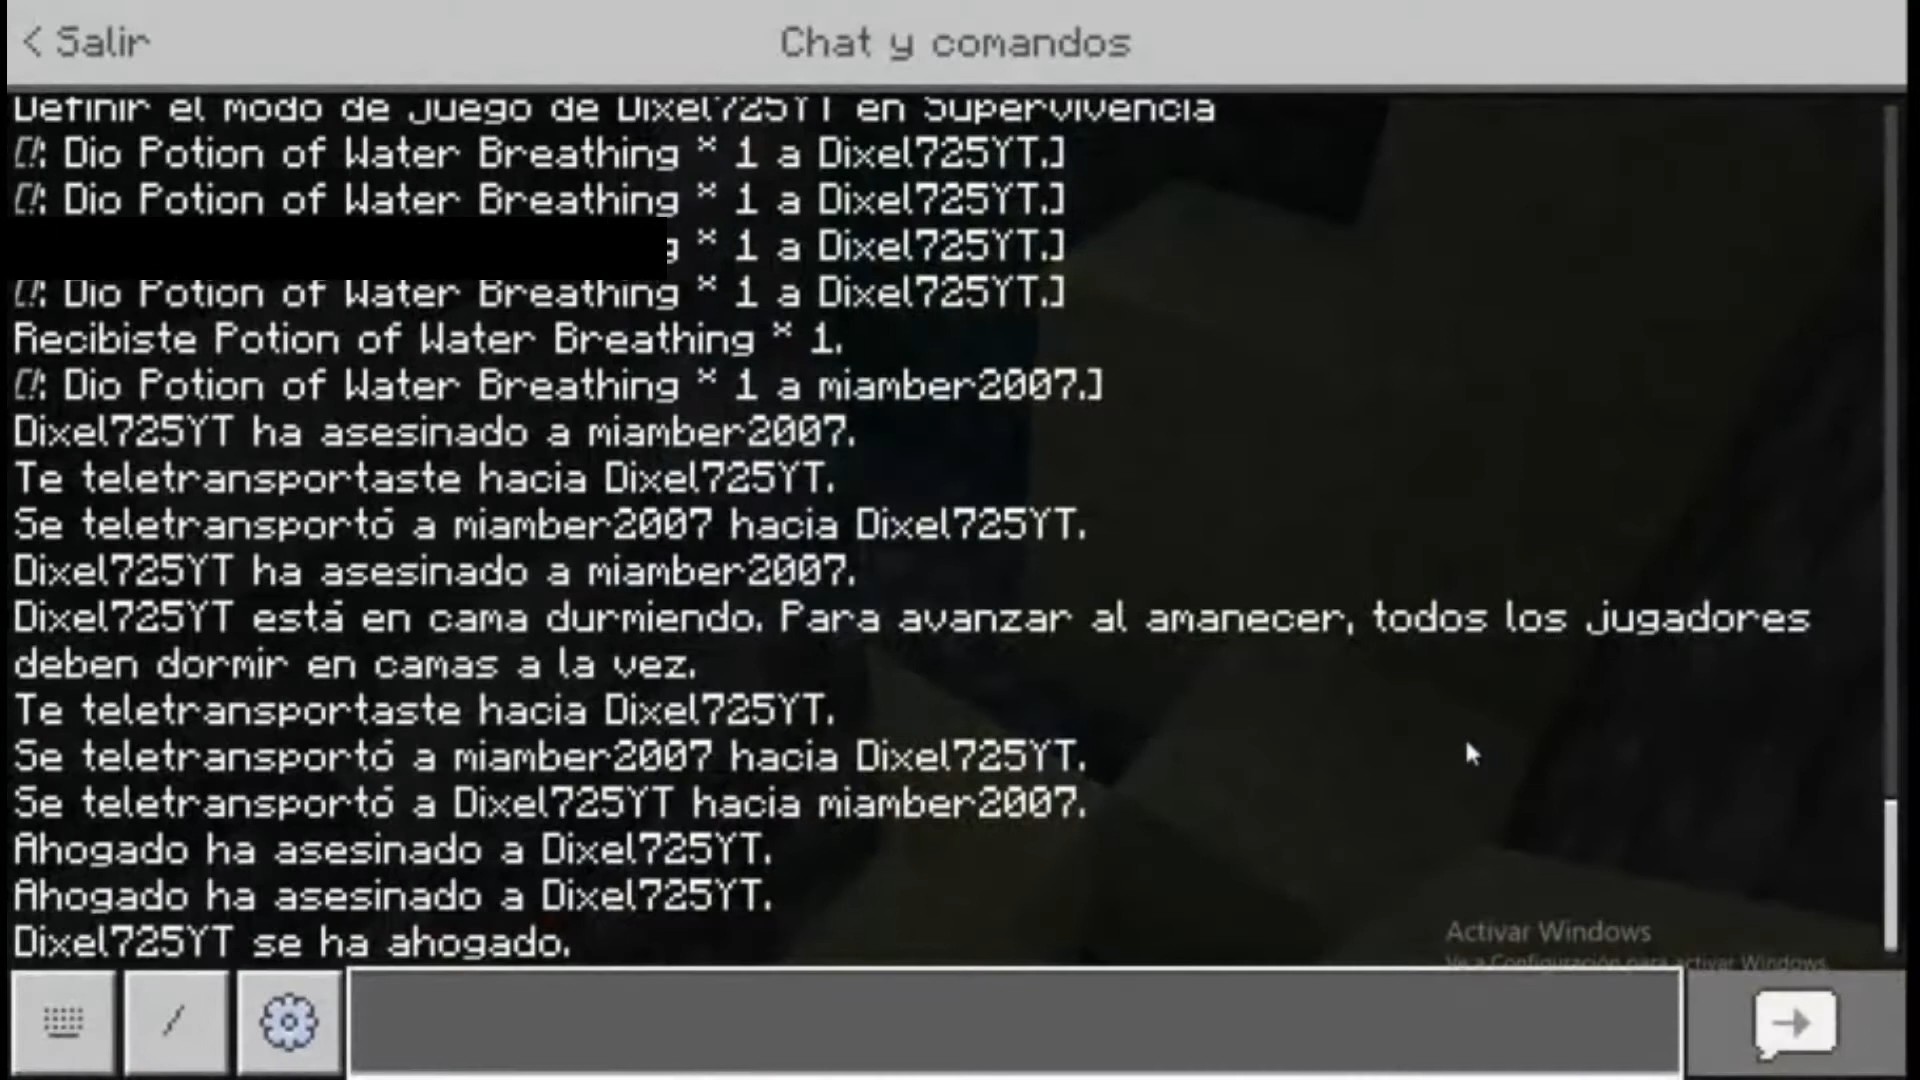 < Salir
Chat y comandos
Definir el modo de juego de Dixel725YT en Supervivencia
[!: Dio Potion of Water Breathing * 1 a Dixel725YT.]
[!: Dio Potion of Water Breathing * 1 a Dixel725YT.]
g * 1 a Dixel725YT.]
[!: Dio Potion of Water Breathing * 1 a Dixel725YT.]
Recibiste Potion of Water Breathing * 1.
[!: Dio Potion of Water Breathing * 1 a miamber2007.]
Dixel725YT ha asesinado a miamber2007.
Te teletransportaste hacia Dixel725YT.
Se teletransportó a miamber2007 hacia Dixel725YT.
Dixel725YT ha asesinado a miamber2007.
Dixel725YT está en cama durmiendo. Para avanzar al amanecer, todos los jugadores
deben dormir en camas a la vez.
Te teletransportaste hacia Dixel725YT.
Se teletransportó a miamber2007 hacia Dixel725YT.
Se teletransportó a Dixel725YT hacia miamber2007.
Ahogado ha asesinado a Dixel725YT.
Ahogado ha asesinado a Dixel725YT.
Dixel725YT se ha ahogado.
Activar Windows
Ve a Configuración para activar Windows.
/